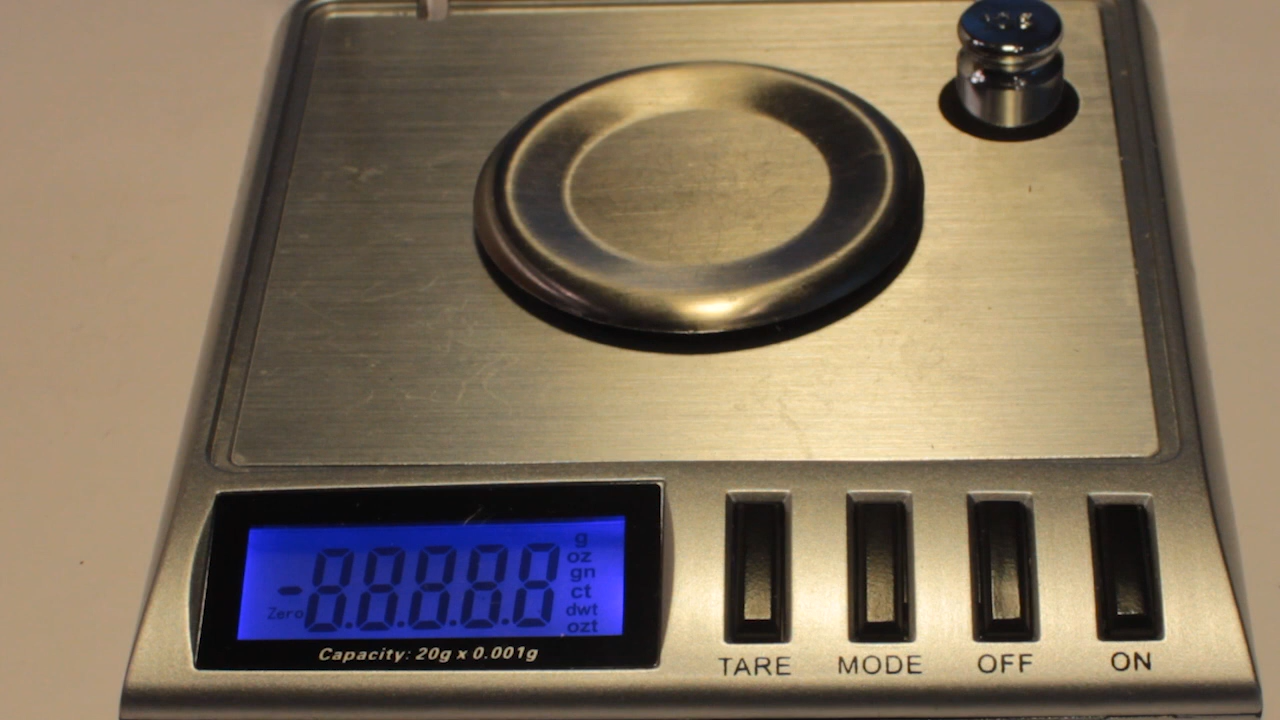 -8.8.8.8.8
g
oz
gn
ct
dwt
ozt
Zero
Capacity: 20g x 0.001g
TARE MODE OFF ON